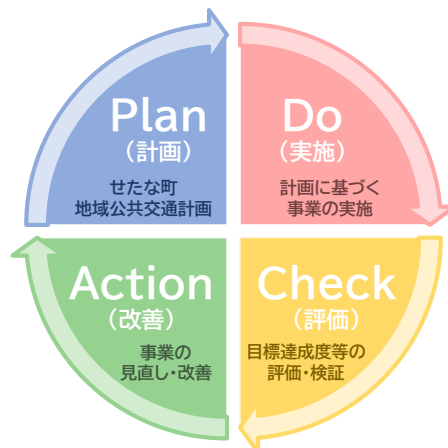 Plan
（計画）
せたな町
地域公共交通計画
Do
（実施）
計画に基づく
事業の実施
Action
（改善）
事業の
見直し・改善
Check
（評価）
目標達成度等の
評価・検証